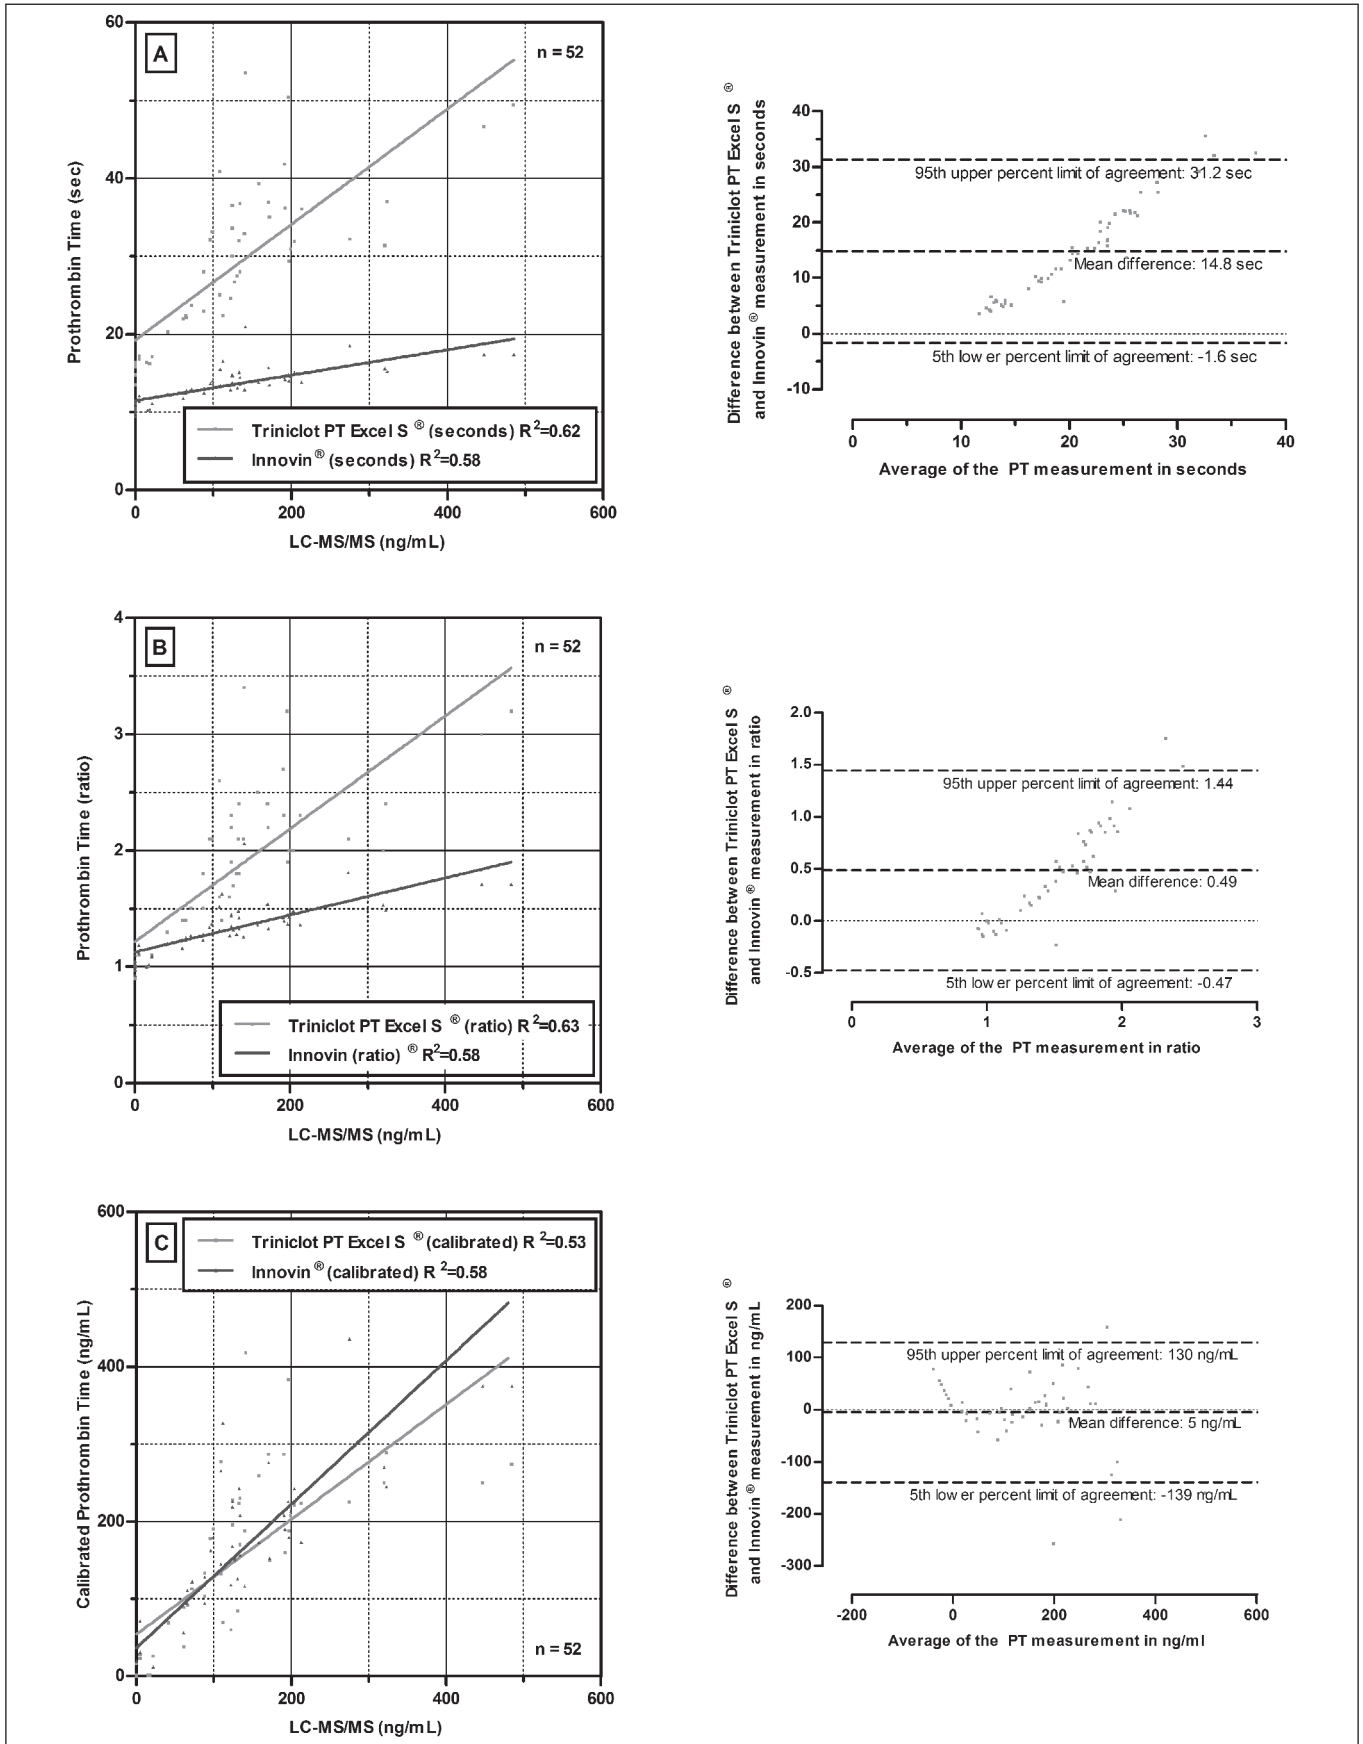 A
n = 52
Prothrombin Time (sec)
60
40
20
0
Triniclot PT Excel S ® (seconds) R2=0.62
Innovin® (seconds) R2=0.58
0 200 400 600
LC-MS/MS (ng/mL)
Difference between Triniclot PT Excel S ®
and Innovin ® measurement in seconds
40
30
20
10
0
-10
95th upper percent limit of agreement: 31.2 sec
Mean difference: 14.8 sec
5th lower percent limit of agreement: -1.6 sec
0 10 20 30 40
Average of the PT measurement in seconds
B
n = 52
Prothrombin Time (ratio)
4
3
2
1
0
Triniclot PT Excel S ® (ratio) R2=0.63
Innovin (ratio) ® R2=0.58
0 200 400 600
LC-MS/MS (ng/mL)
Difference between Triniclot PT Excel S ®
and Innovin ® measurement in ratio
2.0
1.5
1.0
0.5
0.0
-0.5
95th upper percent limit of agreement: 1.44
Mean difference: 0.49
5th lower percent limit of agreement: -0.47
0 1 2 3
Average of the PT measurement in ratio
C
Triniclot PT Excel S ® (calibrated) R2=0.53
Innovin ® (calibrated) R2=0.58
Calibrated Prothrombin Time (ng/mL)
600
400
200
0
n = 52
0 200 400 600
LC-MS/MS (ng/mL)
Difference between Triniclot PT Excel S ®
and Innovin ® measurement in ng/mL
200
100
0
-100
-200
-300
95th upper percent limit of agreement: 130 ng/mL
Mean difference: 5 ng/mL
5th lower percent limit of agreement: -139 ng/mL
-200 0 200 400 600
Average of the PT measurement in ng/ml